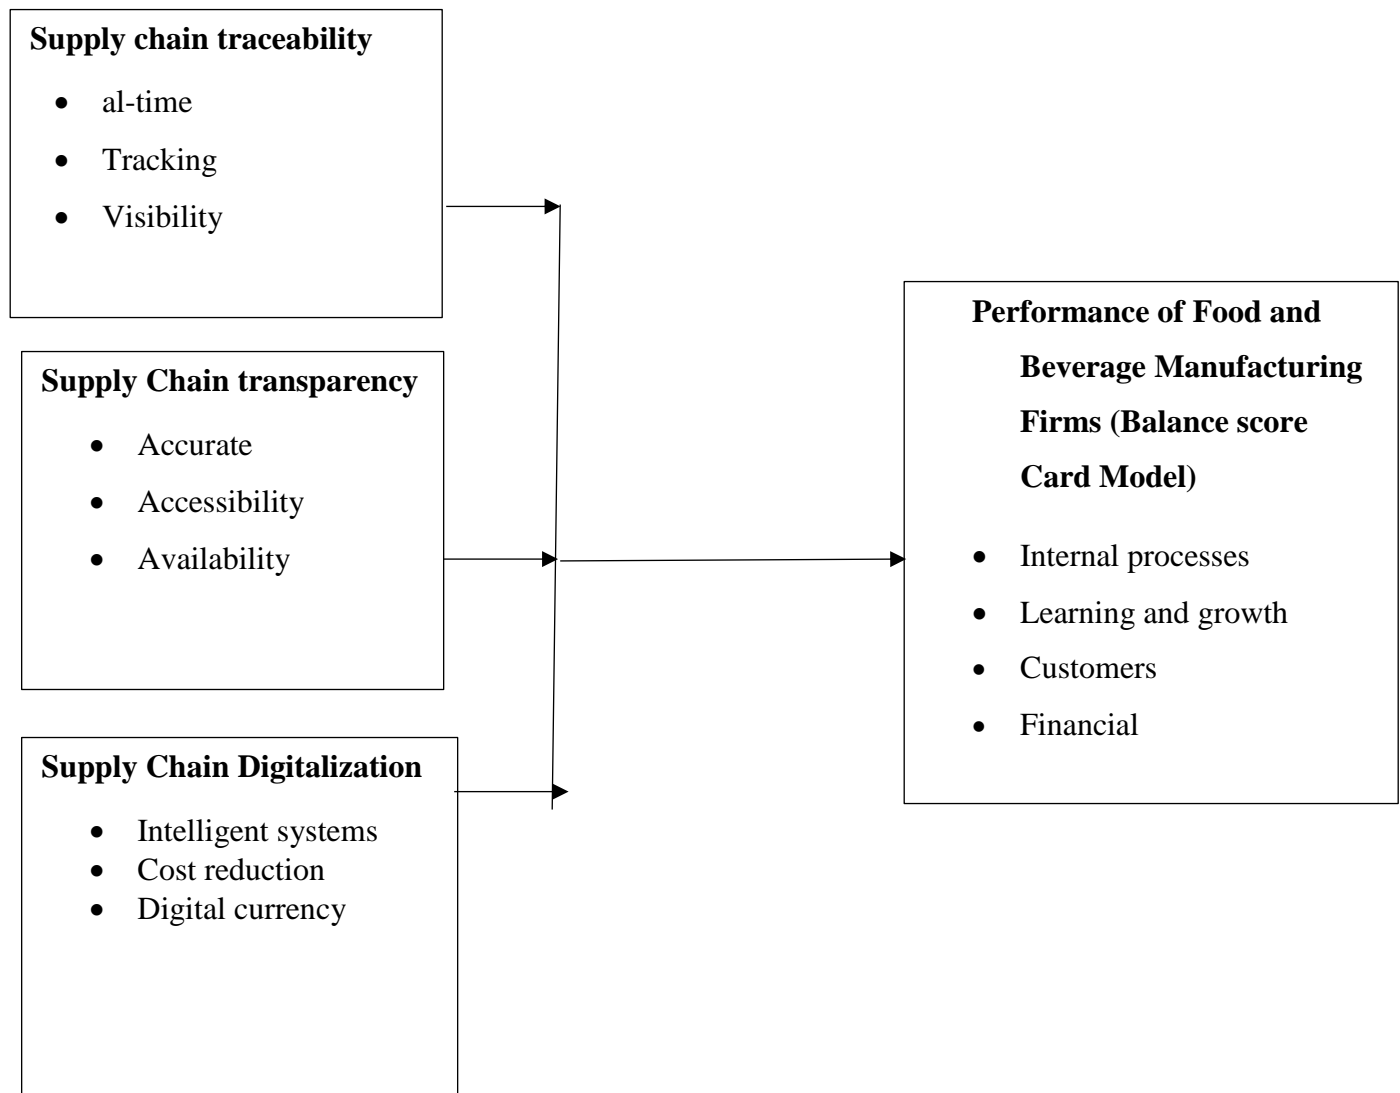 Supply chain traceability
• al-time
• Tracking
• Visibility
Supply Chain transparency
• Accurate
• Accessibility
• Availability
Supply Chain Digitalization
• Intelligent systems
• Cost reduction
• Digital currency
Performance of Food and
Beverage Manufacturing
Firms (Balance score
Card Model)
• Internal processes
• Learning and growth
• Customers
• Financial